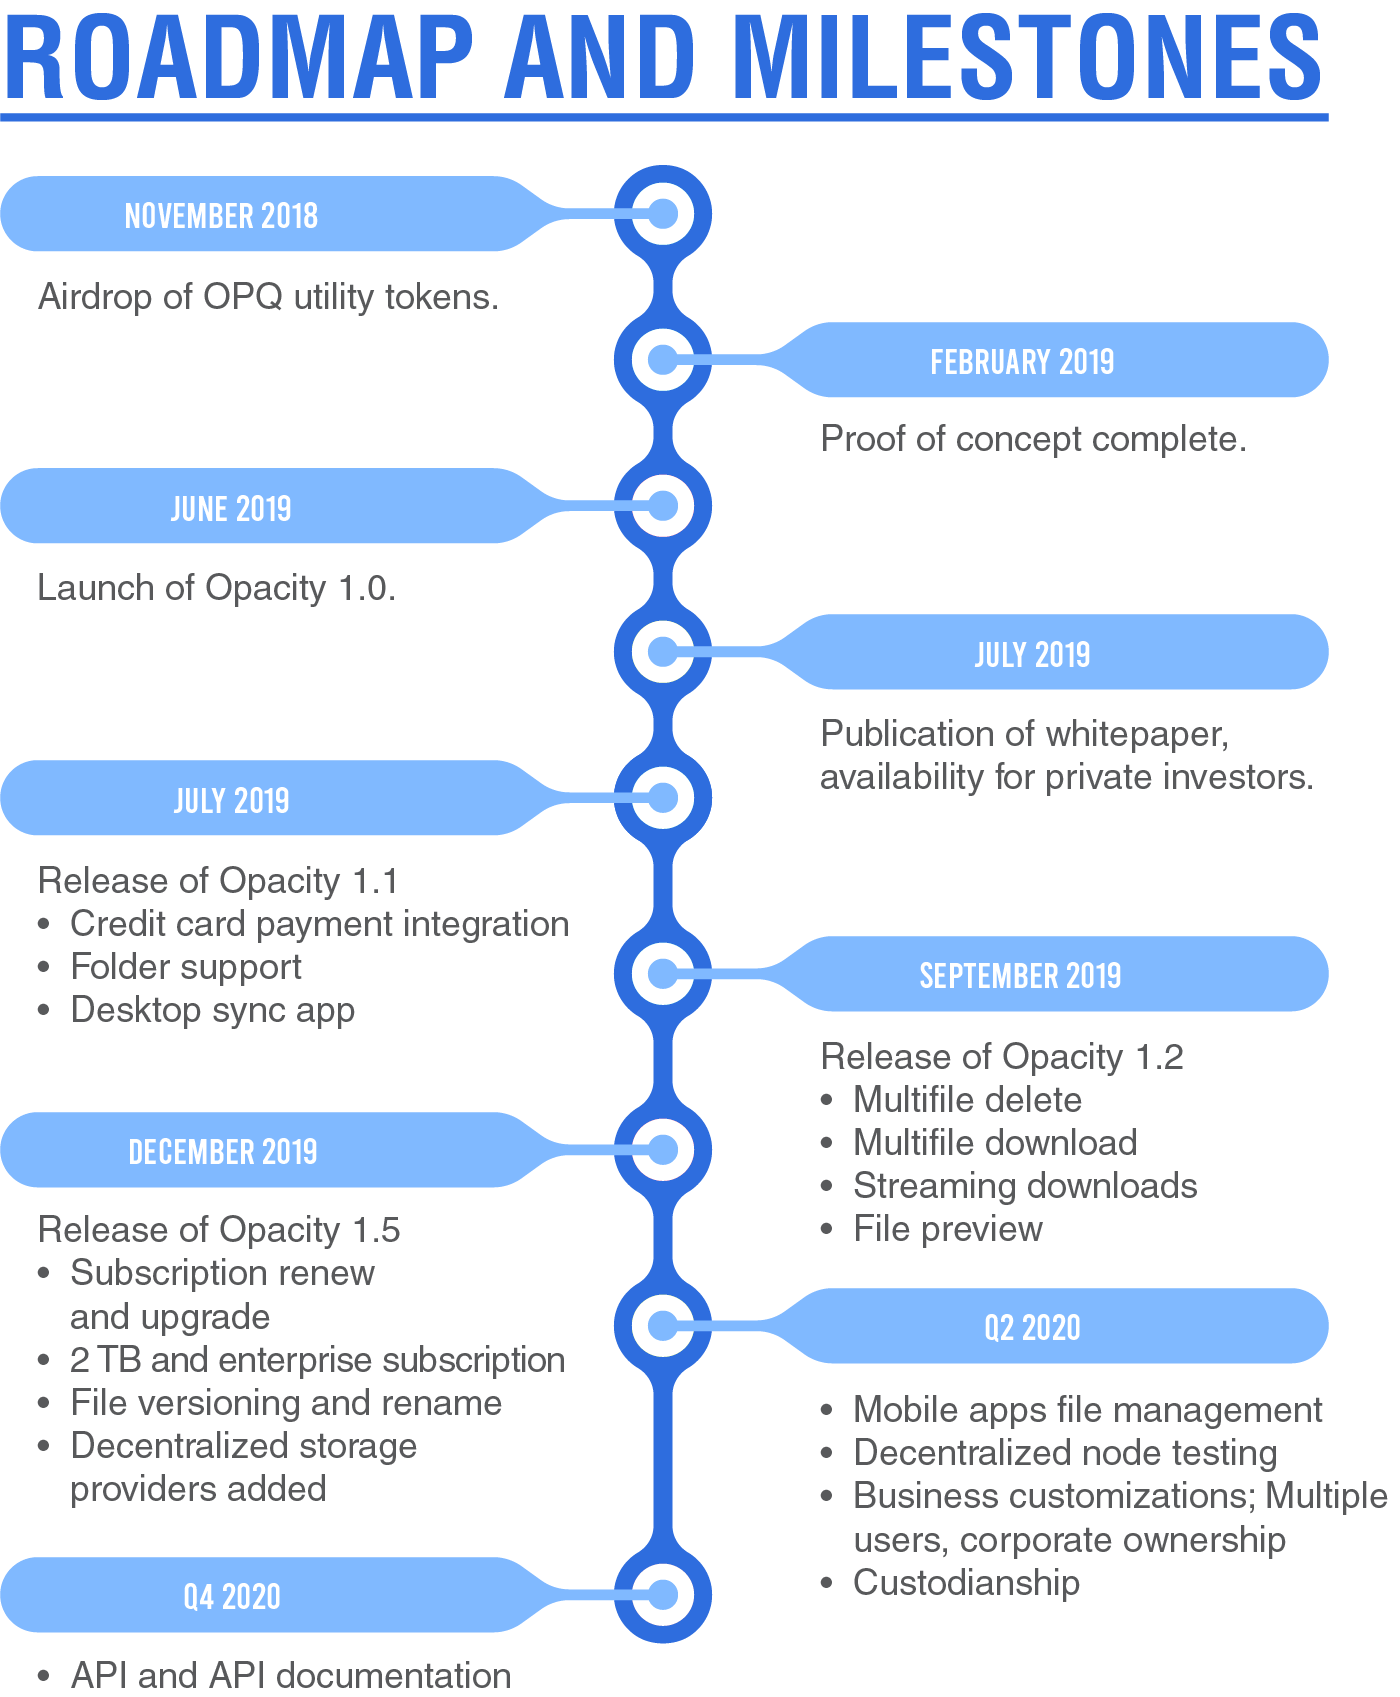 ROADMAP AND MILESTONES
NOVEMBER 2018
Airdrop of OPQ utility tokens.
FEBRUARY 2019
Proof of concept complete.
JUNE 2019
Launch of Opacity 1.0.
JULY 2019
Publication of whitepaper,
availability for private investors.
JULY 2019
Release of Opacity 1.1
• Credit card payment integration
• Folder support
• Desktop sync app
SEPTEMBER 2019
Release of Opacity 1.2
• Multifile delete
• Multifile download
• Streaming downloads
• File preview
DECEMBER 2019
Release of Opacity 1.5
• Subscription renew
and upgrade
• 2 TB and enterprise subscription
• File versioning and rename
• Decentralized storage
providers added
Q2 2020
• Mobile apps file management
• Decentralized node testing
• Business customizations; Multiple
users, corporate ownership
• Custodianship
Q4 2020
• API and API documentation